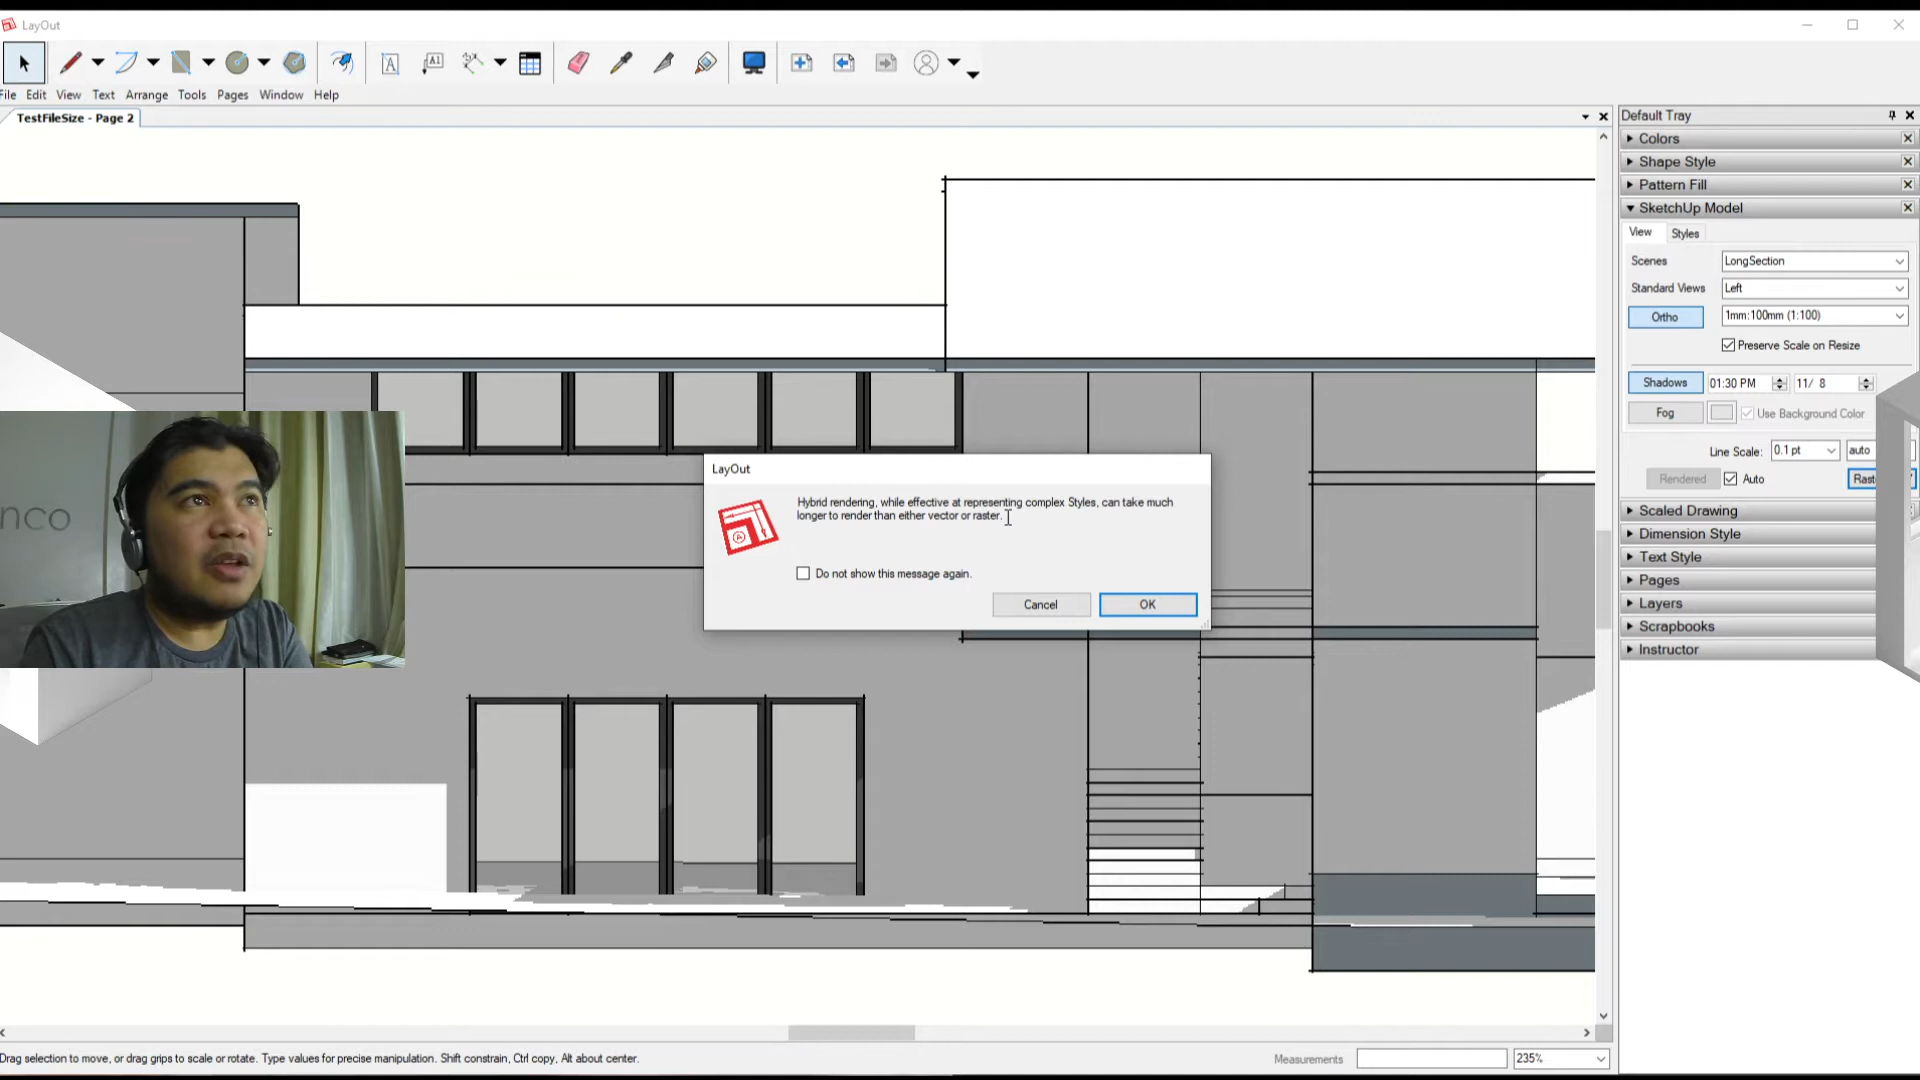 LayOut
File Edit View Text Arrange Tools Pages Window Help
TestFileSize - Page 2
Default Tray
Colors
Shape Style
Pattern Fill
SketchUp Model
View Styles
Scenes LongSection
Standard Views Left
Ortho 1mm:100mm (1:100)
Preserve Scale on Resize
Shadows 01:30 PM 11/ 8
Fog Use Background Color
Line Scale: 0.1 pt auto
Rendered Auto Rast
Scaled Drawing
Dimension Style
Text Style
Pages
Layers
Scrapbooks
Instructor
nco
LayOut
Hybrid rendering, while effective at representing complex Styles, can take much
longer to render than either vector or raster.
Do not show this message again.
Cancel OK
Drag selection to move, or drag grips to scale or rotate. Type values for precise manipulation. Shift constrain, Ctrl copy, Alt about center.
Measurements 235%